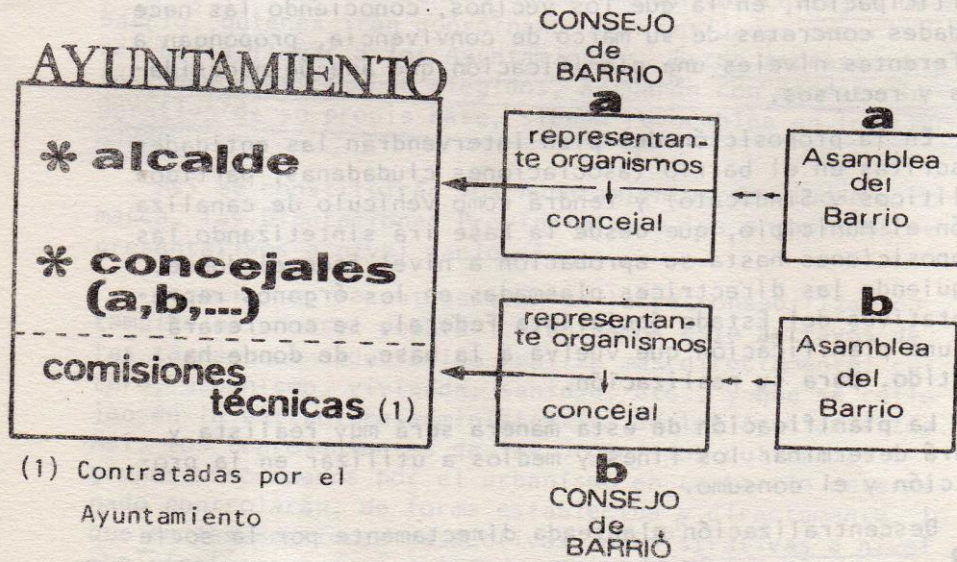 AYUNTAMIENTO
* alcalde
* concejales
(a,b,...)
comisiones
técnicas (1)
(1) Contratadas por el
Ayuntamiento
CONSEJO
de
BARRIO
a
representan-
te organismos
concejal
a
Asamblea
del
Barrio
representan-
te organismos
concejal
b
Asamblea
del
Barrio
b
CONSEJO
de
BARRIO